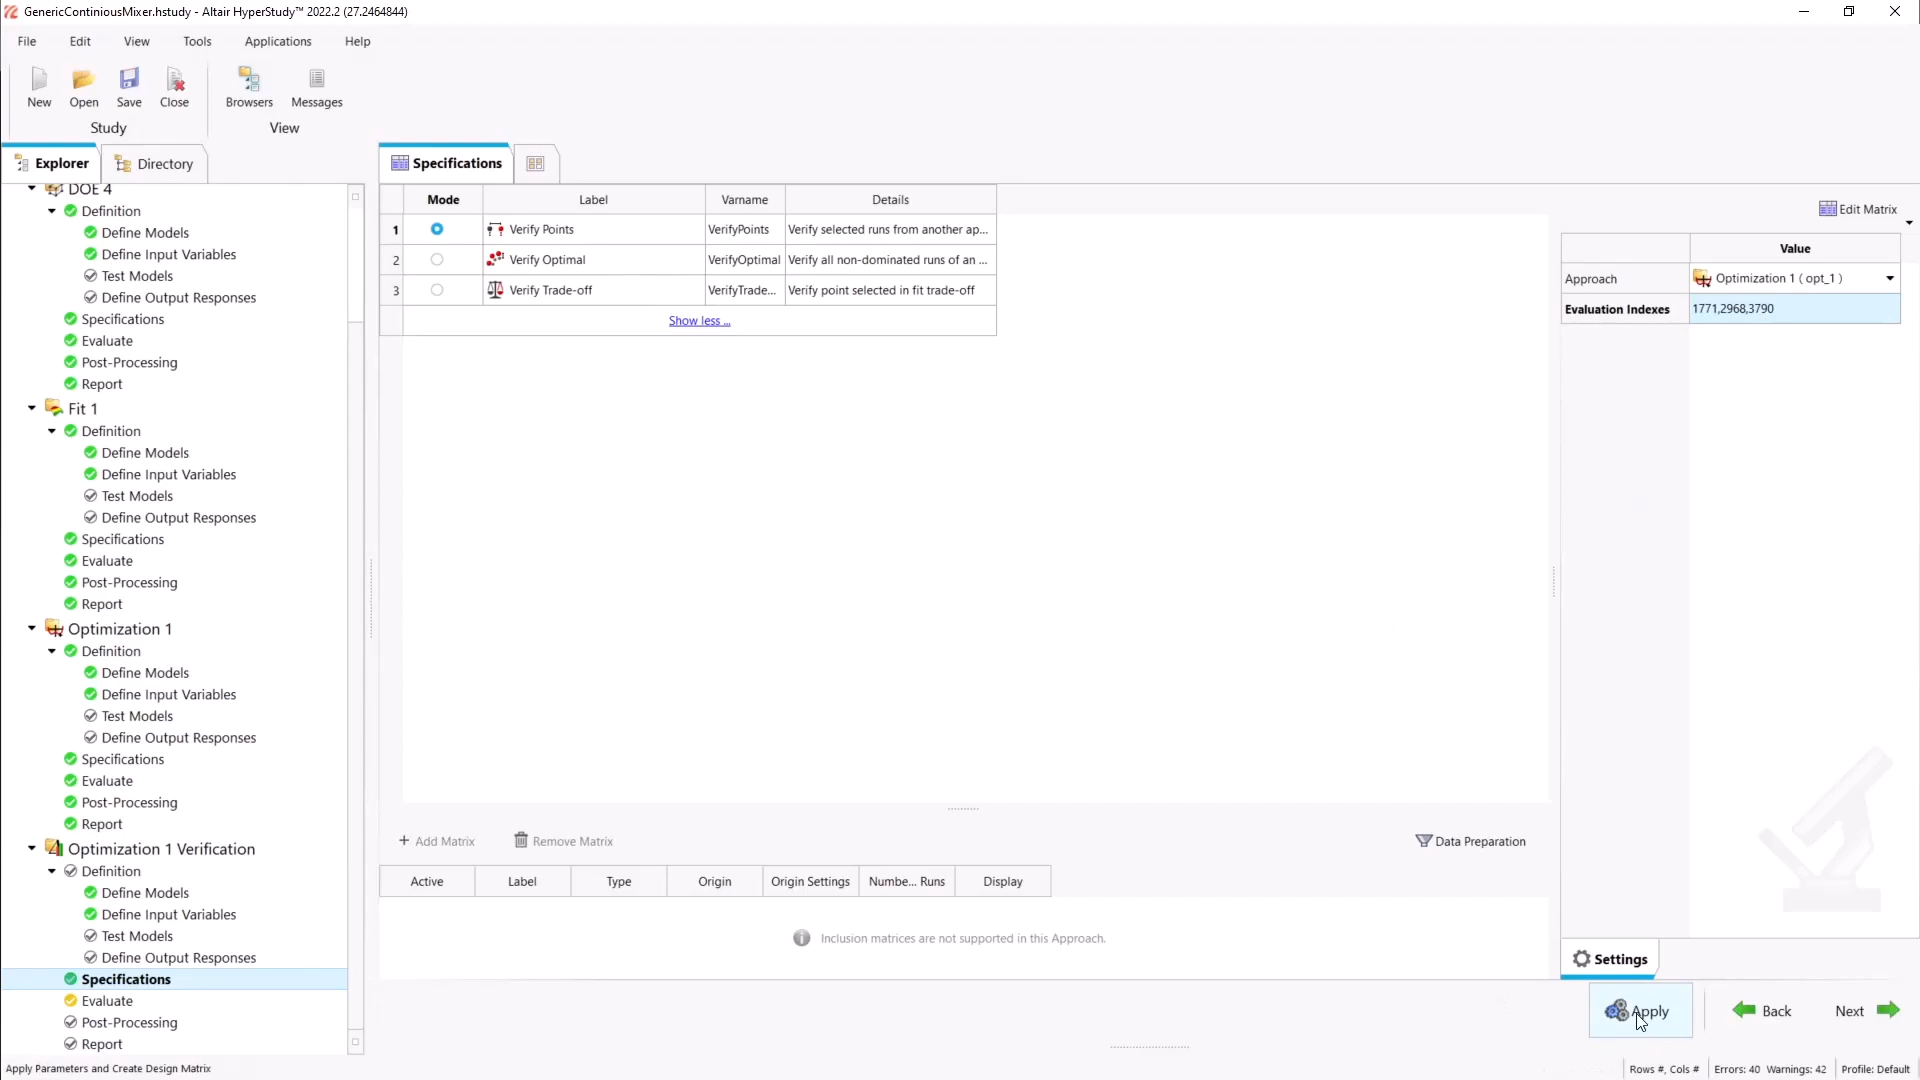 GenericContiniousMixer.hstudy - Altair HyperStudy™ 2022.2 (27.2464844)
File Edit View Tools Applications Help
New Open Save Close Browsers Messages
Study View
Explorer Directory Specifications
DOE 4
Definition
Define Models
Define Input Variables
Test Models
Define Output Responses
Specifications
Evaluate
Post-Processing
Report
Fit 1
Definition
Define Models
Define Input Variables
Test Models
Define Output Responses
Specifications
Evaluate
Post-Processing
Report
Optimization 1
Definition
Define Models
Define Input Variables
Test Models
Define Output Responses
Specifications
Evaluate
Post-Processing
Report
Optimization 1 Verification
Definition
Define Models
Define Input Variables
Test Models
Define Output Responses
Specifications
Evaluate
Post-Processing
Report
Mode Label Varname Details
1 Verify Points VerifyPoints Verify selected runs from another ap...
2 Verify Optimal VerifyOptimal Verify all non-dominated runs of an ...
3 Verify Trade-off VerifyTrade... Verify point selected in fit trade-off
Show less ...
Edit Matrix
Value
Approach Optimization 1 ( opt_1 )
Evaluation Indexes 1771,2968,3790
Add Matrix Remove Matrix Data Preparation
Active Label Type Origin Origin Settings Numbe... Runs Display
Inclusion matrices are not supported in this Approach.
Settings
Apply Back Next
Apply Parameters and Create Design Matrix
Rows #, Cols # Errors: 40 Warnings: 42 Profile: Default